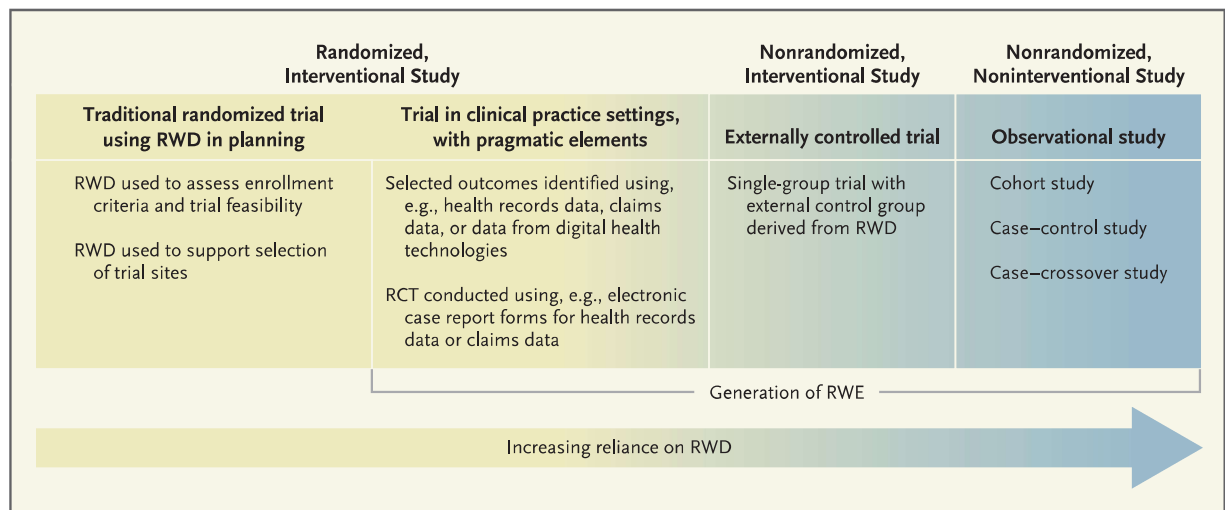 Randomized,
Interventional Study
Nonrandomized,
Interventional Study
Nonrandomized,
Noninterventional Study
Traditional randomized trial
using RWD in planning
Trial in clinical practice settings,
with pragmatic elements
Externally controlled trial
Observational study
RWD used to assess enrollment
criteria and trial feasibility
RWD used to support selection
of trial sites
Selected outcomes identified using,
e.g., health records data, claims
data, or data from digital health
technologies
RCT conducted using, e.g., electronic
case report forms for health records
data or claims data
Single-group trial with
external control group
derived from RWD
Cohort study
Case–control study
Case–crossover study
Generation of RWE
Increasing reliance on RWD